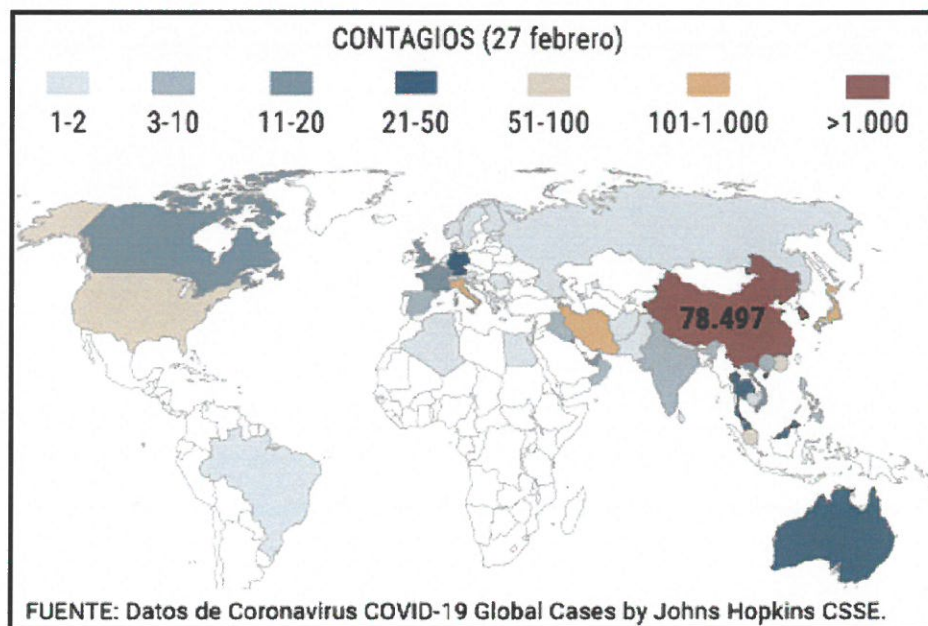 CONTAGIOS (27 febrero)
1-2 3-10 11-20 21-50 51-100 101-1.000 >1.000
78.497
FUENTE: Datos de Coronavirus COVID-19 Global Cases by Johns Hopkins CSSE.